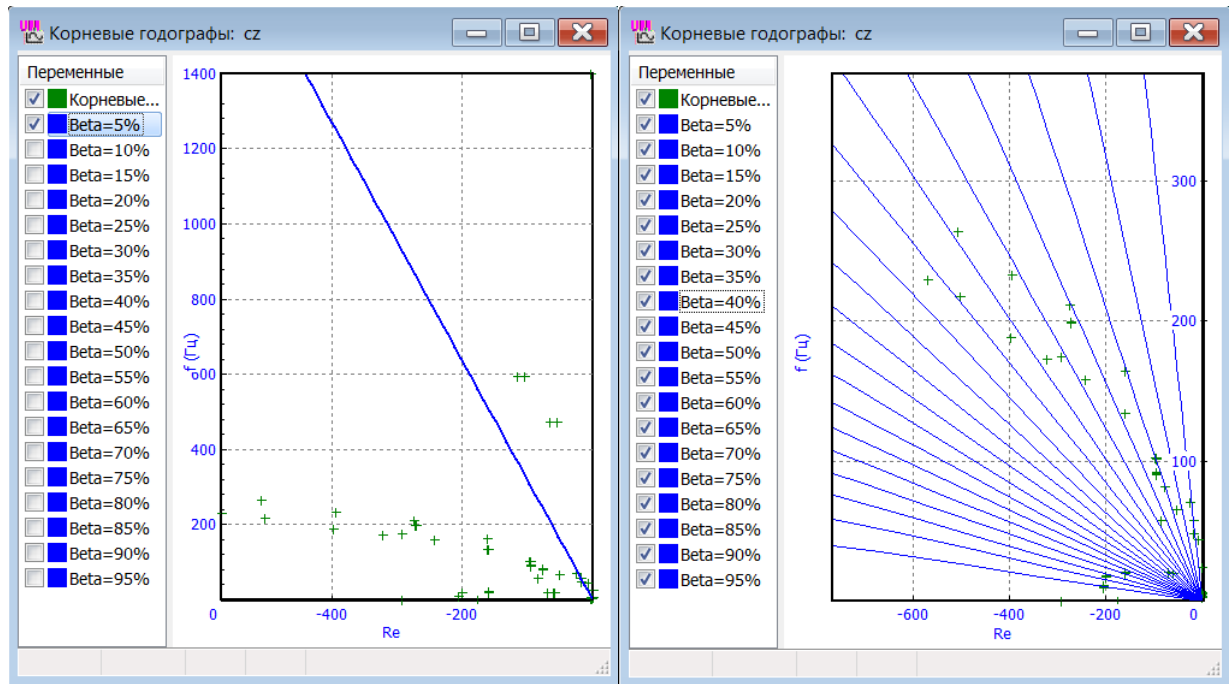 UM Корневые годографы: cz
Переменные
Корневые...
Beta=5%
Beta=10%
Beta=15%
Beta=20%
Beta=25%
Beta=30%
Beta=35%
Beta=40%
Beta=45%
Beta=50%
Beta=55%
Beta=60%
Beta=65%
Beta=70%
Beta=75%
Beta=80%
Beta=85%
Beta=90%
Beta=95%
1400
1200
1000
800
600
400
200
f (Гц)
0 -400 -200
Re
UM Корневые годографы: cz
Переменные
Корневые...
Beta=5%
Beta=10%
Beta=15%
Beta=20%
Beta=25%
Beta=30%
Beta=35%
Beta=40%
Beta=45%
Beta=50%
Beta=55%
Beta=60%
Beta=65%
Beta=70%
Beta=75%
Beta=80%
Beta=85%
Beta=90%
Beta=95%
300
200
100
f (Гц)
-600 -400 -200 0
Re